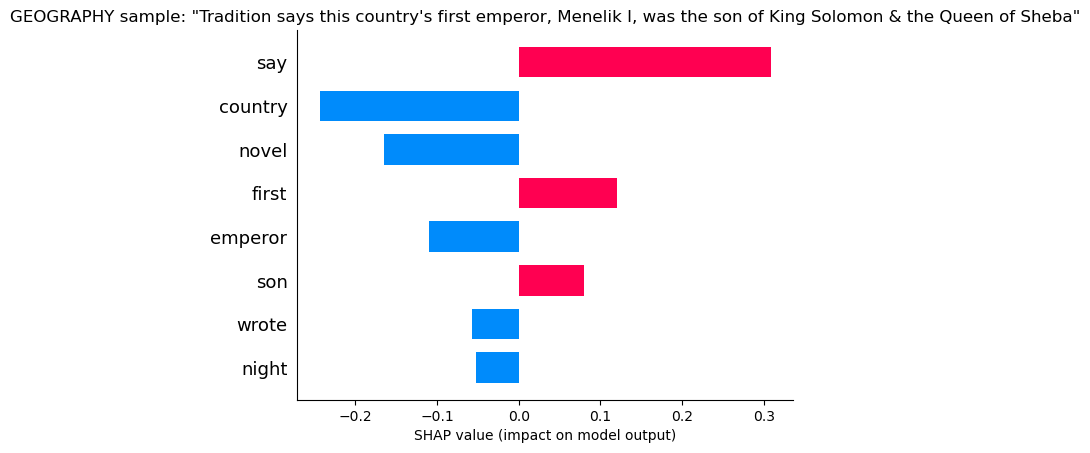 GEOGRAPHY sample: "Tradition says this country's first emperor, Menelik I, was the son of King Solomon & the Queen of Sheba"
say
country
novel
first
emperor
son
wrote
night
−0.2 −0.1 0.0 0.1 0.2 0.3
SHAP value (impact on model output)